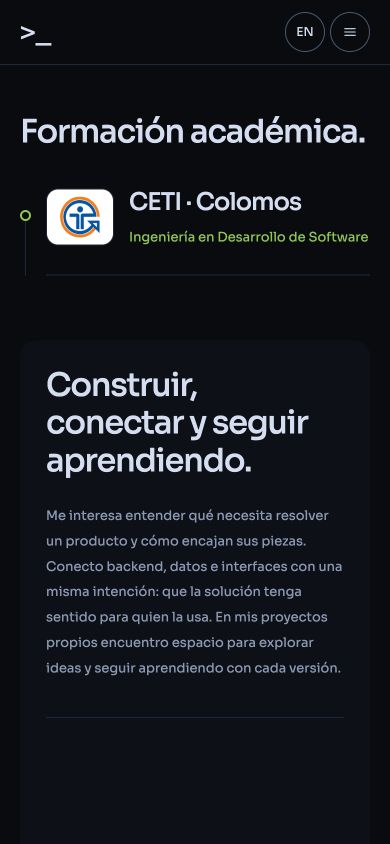 >_
EN
Formación académica.
CETI · Colomos
Ingeniería en Desarrollo de Software
Construir,
conectar y seguir
aprendiendo.
Me interesa entender qué necesita resolver
un producto y cómo encajan sus piezas.
Conecto backend, datos e interfaces con una
misma intención: que la solución tenga
sentido para quien la usa. En mis proyectos
propios encuentro espacio para explorar
ideas y seguir aprendiendo con cada versión.